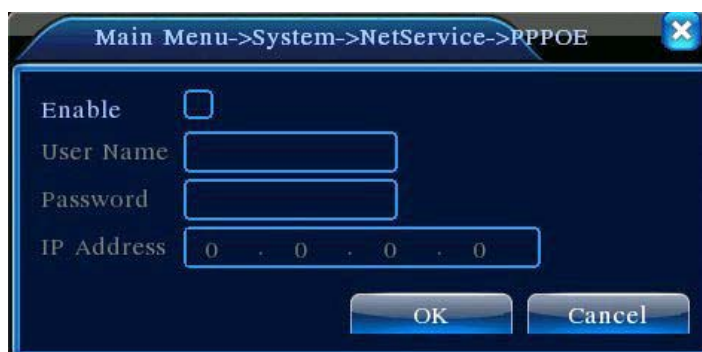 Main Menu->System->NetService->PPPOE
Enable
User Name
Password
IP Address 0 . 0 . 0 . 0
OK Cancel